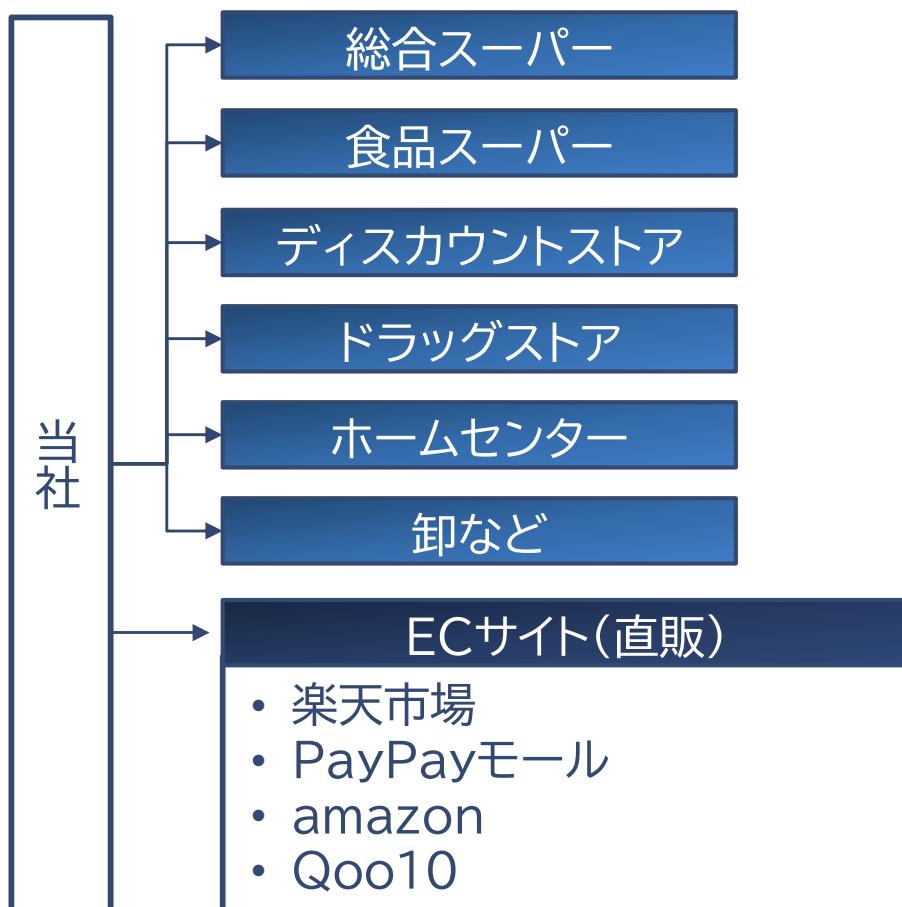 当社
総合スーパー
食品スーパー
ディスカウントストア
ドラッグストア
ホームセンター
卸など
ECサイト（直販）
• 楽天市場
• PayPayモール
• amazon
• Qoo10